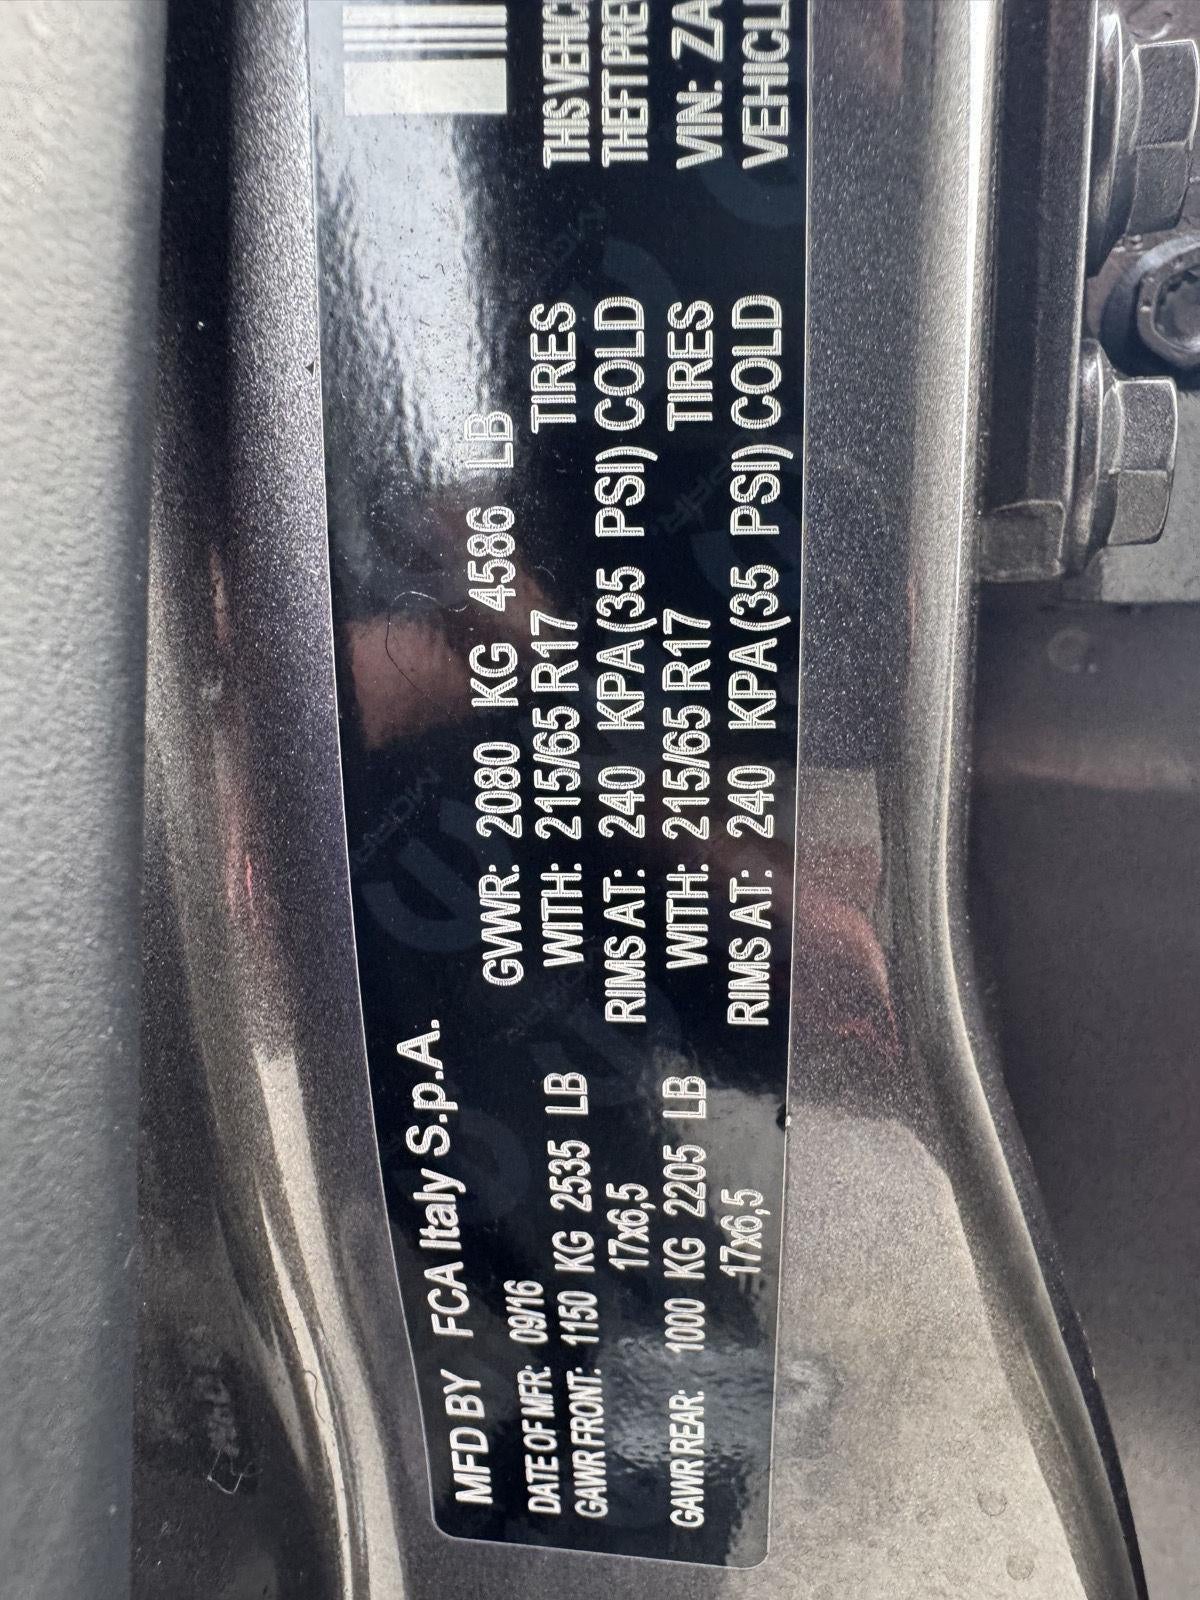 MFD BY FCA Italy S.p.A.
DATE OF MFR: 09/16 GVWR: 2080 KG 4586 LB
GAWR FRONT: 1150 KG 2535 LB WITH: 215/65 R17 TIRES
17x6,5 RIMS AT: 240 KPA (35 PSI) COLD
GAWR REAR: 1000 KG 2205 LB WITH: 215/65 R17 TIRES
17x6,5 RIMS AT: 240 KPA (35 PSI) COLD
THIS VEHIC
THEFT PREV
VIN: ZA
VEHICL
MOPAR
MOPAR